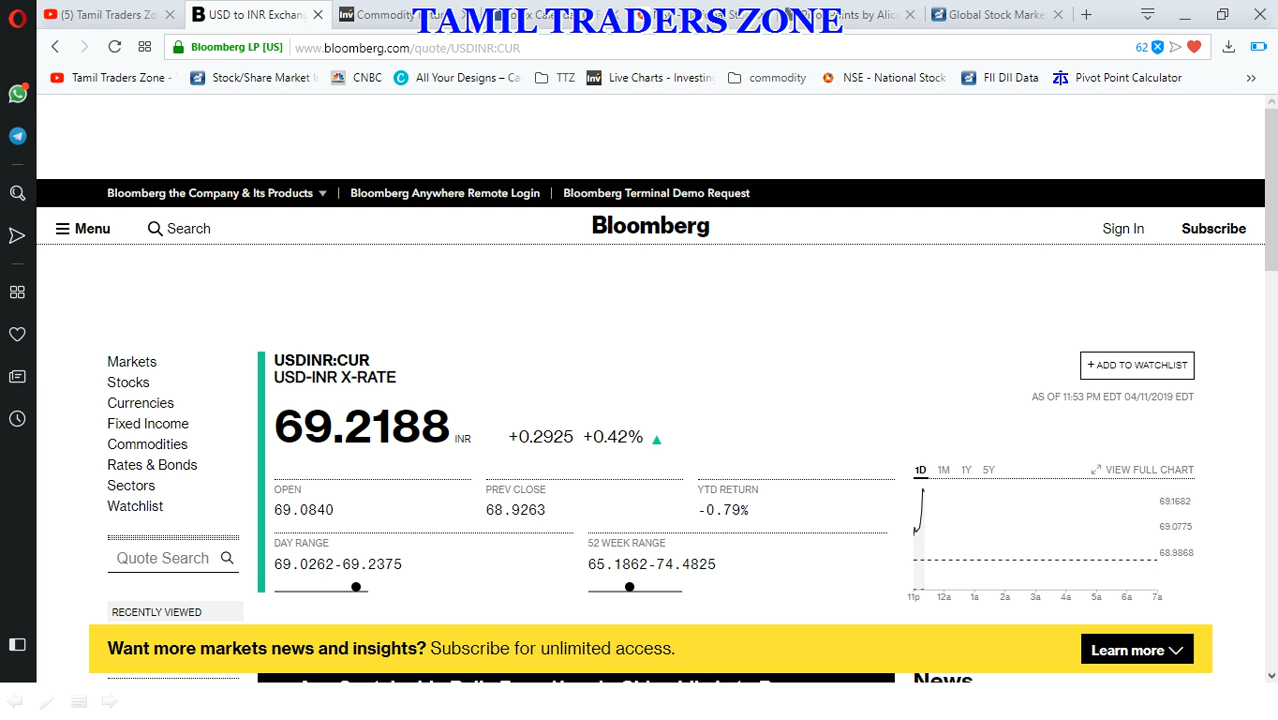 (5) Tamil Traders Zo
USD to INR Exchan
Commodity
Global Stock Marke
TAMIL TRADERS ZONE
Bloomberg LP [US]
www.bloomberg.com/quote/USDINR:CUR
62
Tamil Traders Zone -
Stock/Share Market I
CNBC
All Your Designs – Ca
TTZ
Live Charts - Investin
commodity
NSE - National Stock
FII DII Data
Pivot Point Calculator
Bloomberg the Company & Its Products
Bloomberg Anywhere Remote Login
Bloomberg Terminal Demo Request
Menu
Search
Bloomberg
Sign In
Subscribe
Markets
Stocks
Currencies
Fixed Income
Commodities
Rates & Bonds
Sectors
Watchlist
Quote Search
RECENTLY VIEWED
USDINR:CUR
USD-INR X-RATE
69.2188 INR +0.2925 +0.42%
OPEN
69.0840
PREV CLOSE
68.9263
YTD RETURN
-0.79%
DAY RANGE
69.0262-69.2375
52 WEEK RANGE
65.1862-74.4825
+ ADD TO WATCHLIST
AS OF 11:53 PM EDT 04/11/2019 EDT
1D 1M 1Y 5Y
VIEW FULL CHART
69.1682
69.0775
68.9868
11p 12a 1a 2a 3a 4a 5a 6a 7a
Want more markets news and insights? Subscribe for unlimited access.
Learn more
News